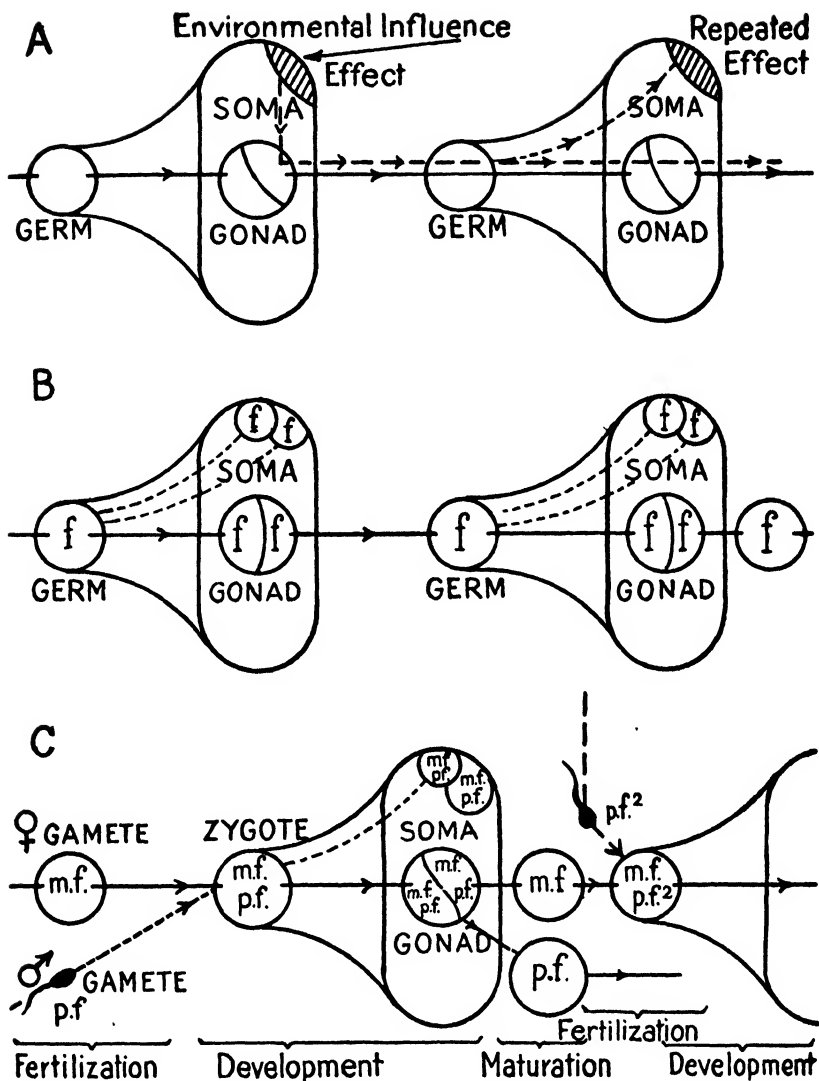 A
Environmental Influence
Effect
Repeated
Effect
SOMA
SOMA
GERM
GONAD
GERM
GONAD
B
f
f
f
f
SOMA
SOMA
f
f f
f
f f
f
GERM
GONAD
GERM
GONAD
C
m.f.
p.f.
m.f.
p.f.
p.f.²
♀ GAMETE
ZYGOTE
SOMA
m.f.
m.f.
p.f.
m.f.
m.f.
p.f.
p.f.
m.f
m.f.
p.f.²
GONAD
♂ GAMETE
p.f
p.f.
Fertilization
Fertilization
Development
Maturation
Development